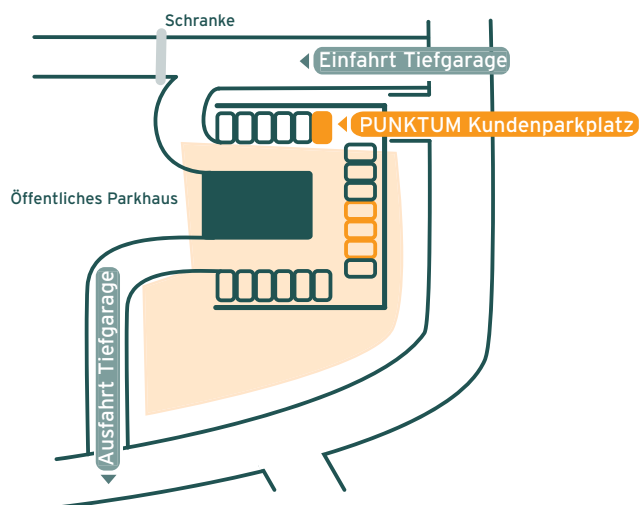 Schranke
Einfahrt Tiefgarage
PUNKTUM Kundenparkplatz
Öffentliches Parkhaus
Ausfahrt Tiefgarage